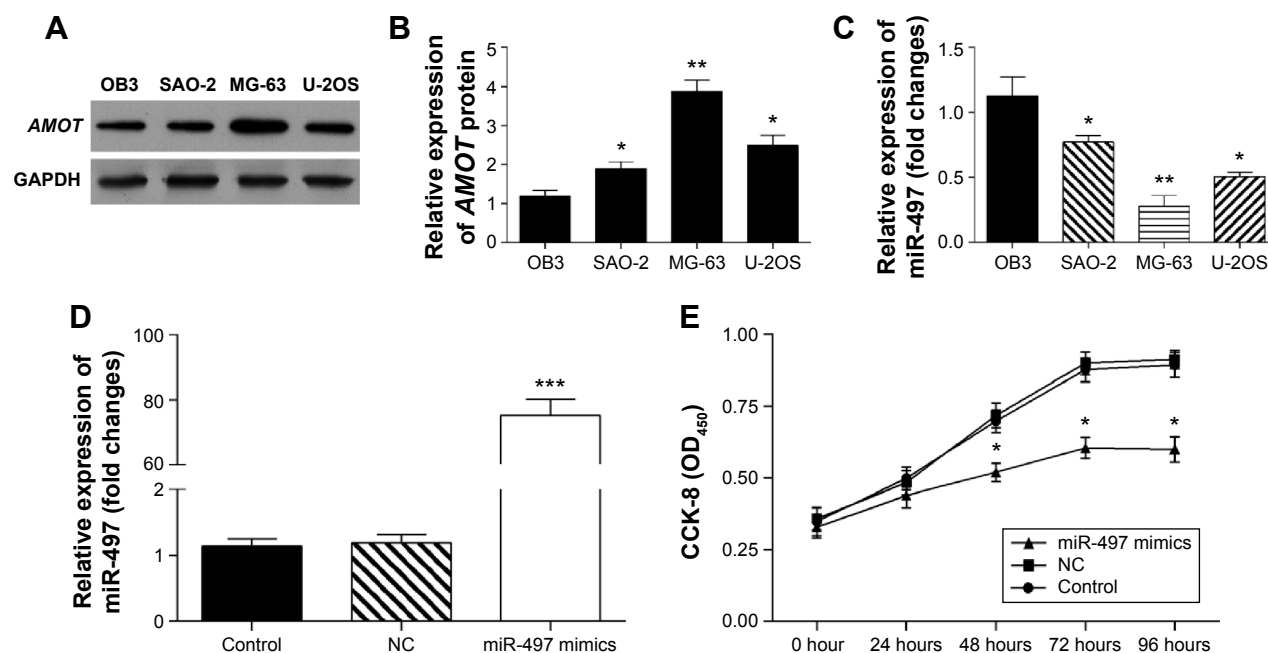 A
OB3 SAO-2 MG-63 U-2OS
AMOT
GAPDH
B
Relative expression
of AMOT protein
5
4
3
2
1
0
*
**
*
OB3 SAO-2 MG-63 U-2OS
C
Relative expression of
miR-497 (fold changes)
1.5
1.0
0.5
0.0
*
**
*
OB3 SAO-2 MG-63 U-2OS
D
Relative expression of
miR-497 (fold changes)
100
80
60
2
1
0
***
Control NC miR-497 mimics
E
CCK-8 (OD450)
1.00
0.75
0.50
0.25
0.00
*
*
*
miR-497 mimics
NC
Control
0 hour 24 hours 48 hours 72 hours 96 hours